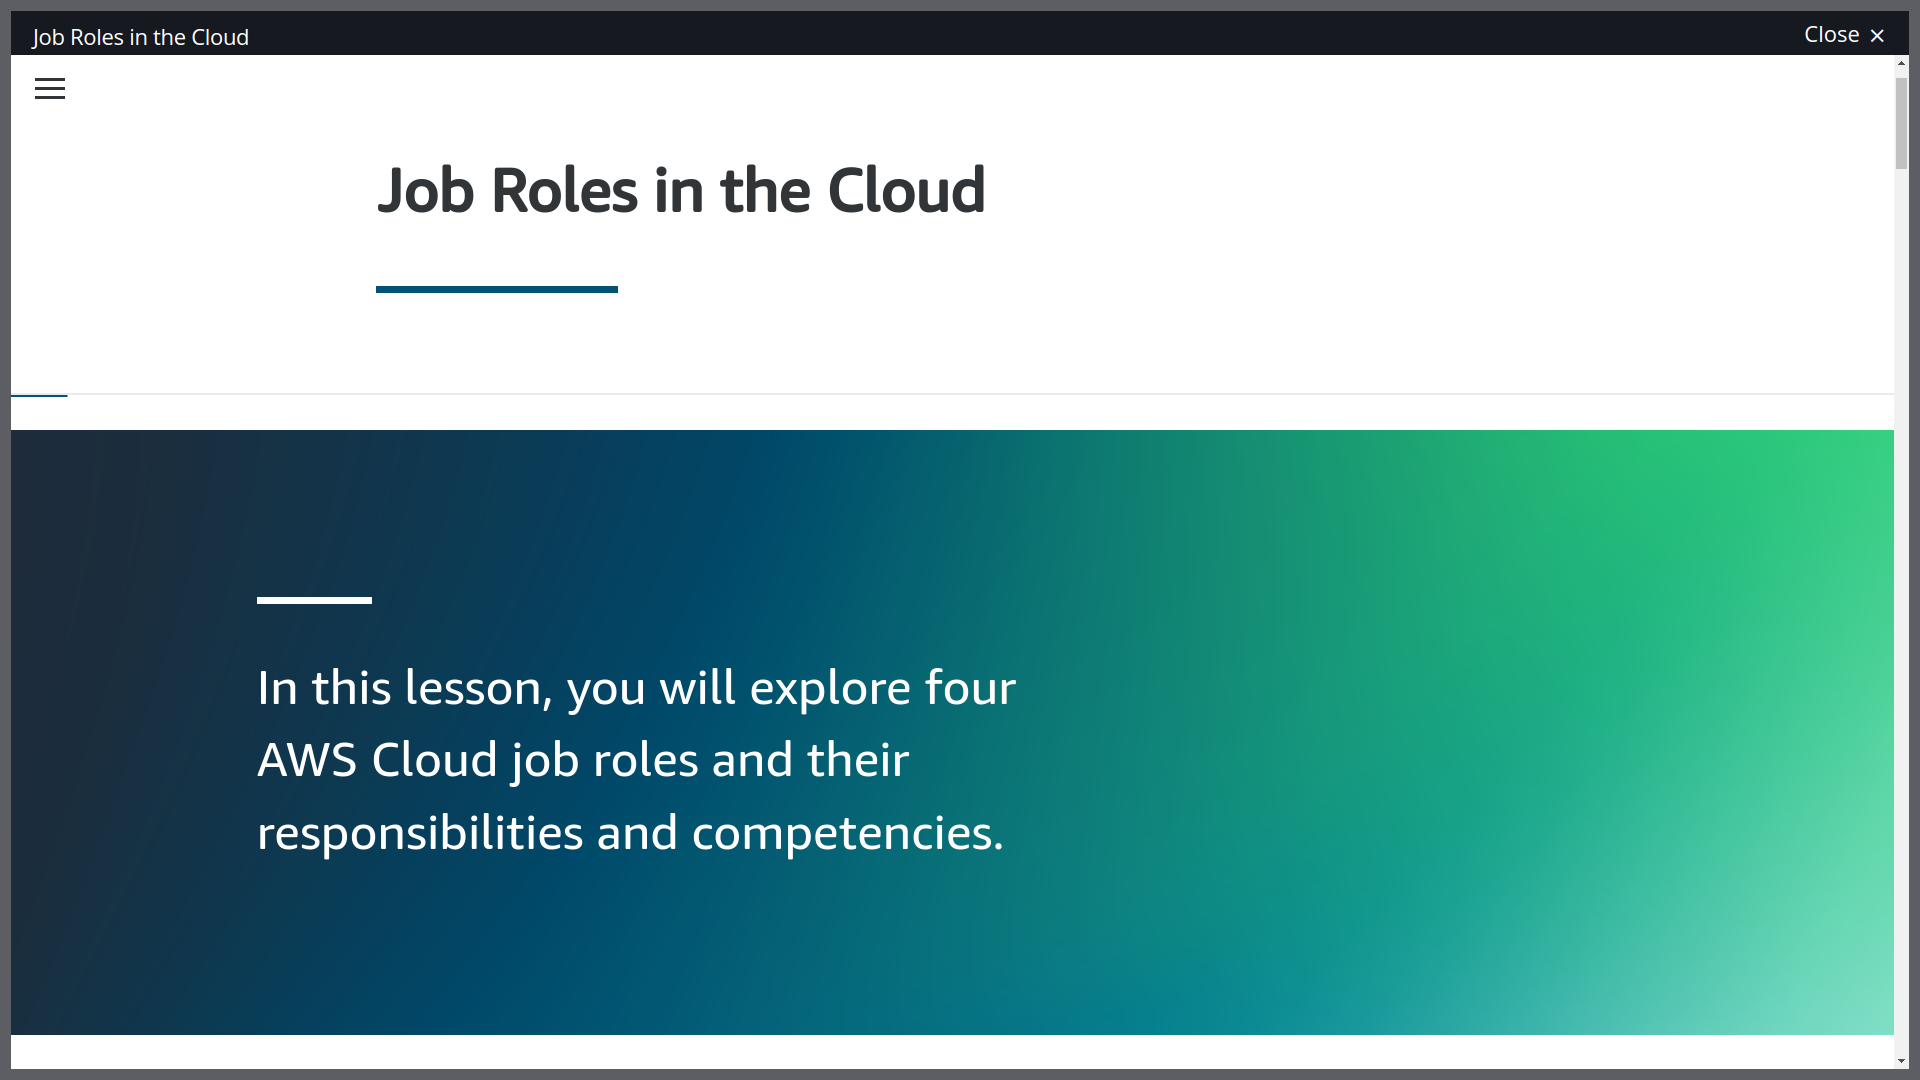 Job Roles in the Cloud
Close ×
Job Roles in the Cloud
In this lesson, you will explore four
AWS Cloud job roles and their
responsibilities and competencies.